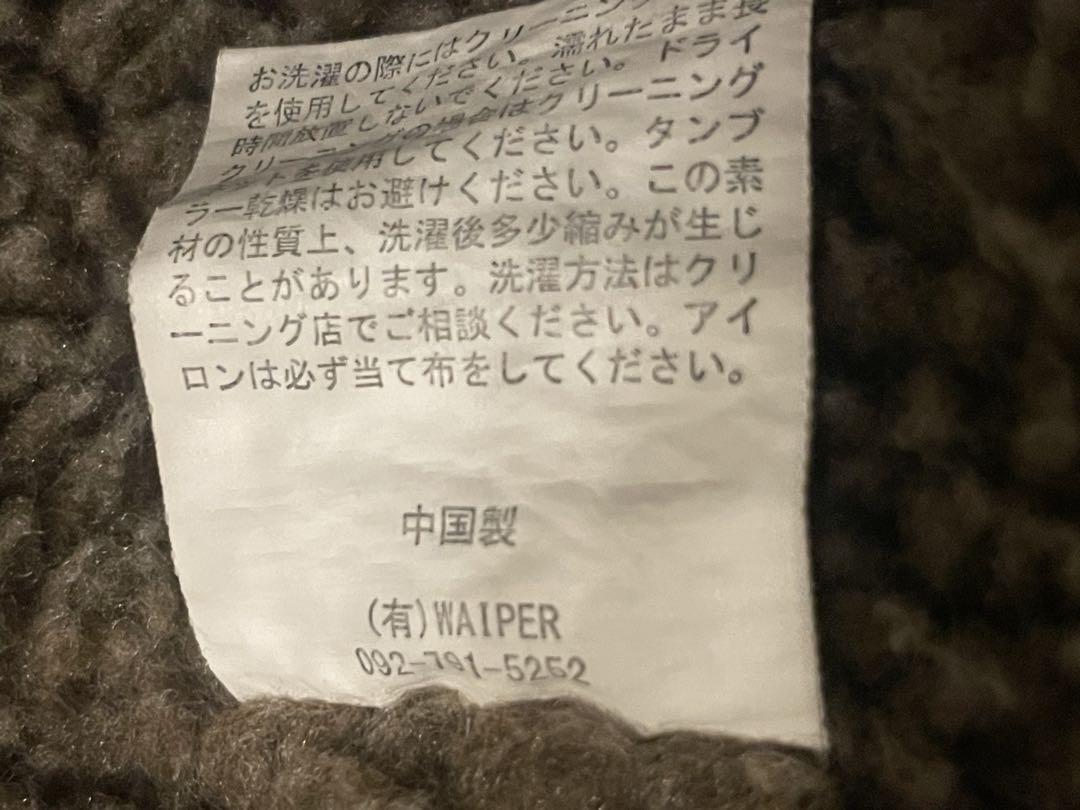 お洗濯の際にはクリーニング
を使用してください。濡れたまま長
時間放置しないでください。ドライ
クリーニングの場合はクリーニング
ネットを使用してください。タンブ
ラー乾燥はお避けください。この素
材の性質上、洗濯後多少縮みが生じ
ることがあります。洗濯方法はクリ
ーニング店でご相談ください。アイ
ロンは必ず当て布をしてください。
中国製
(有)WAIPER
092-791-5252